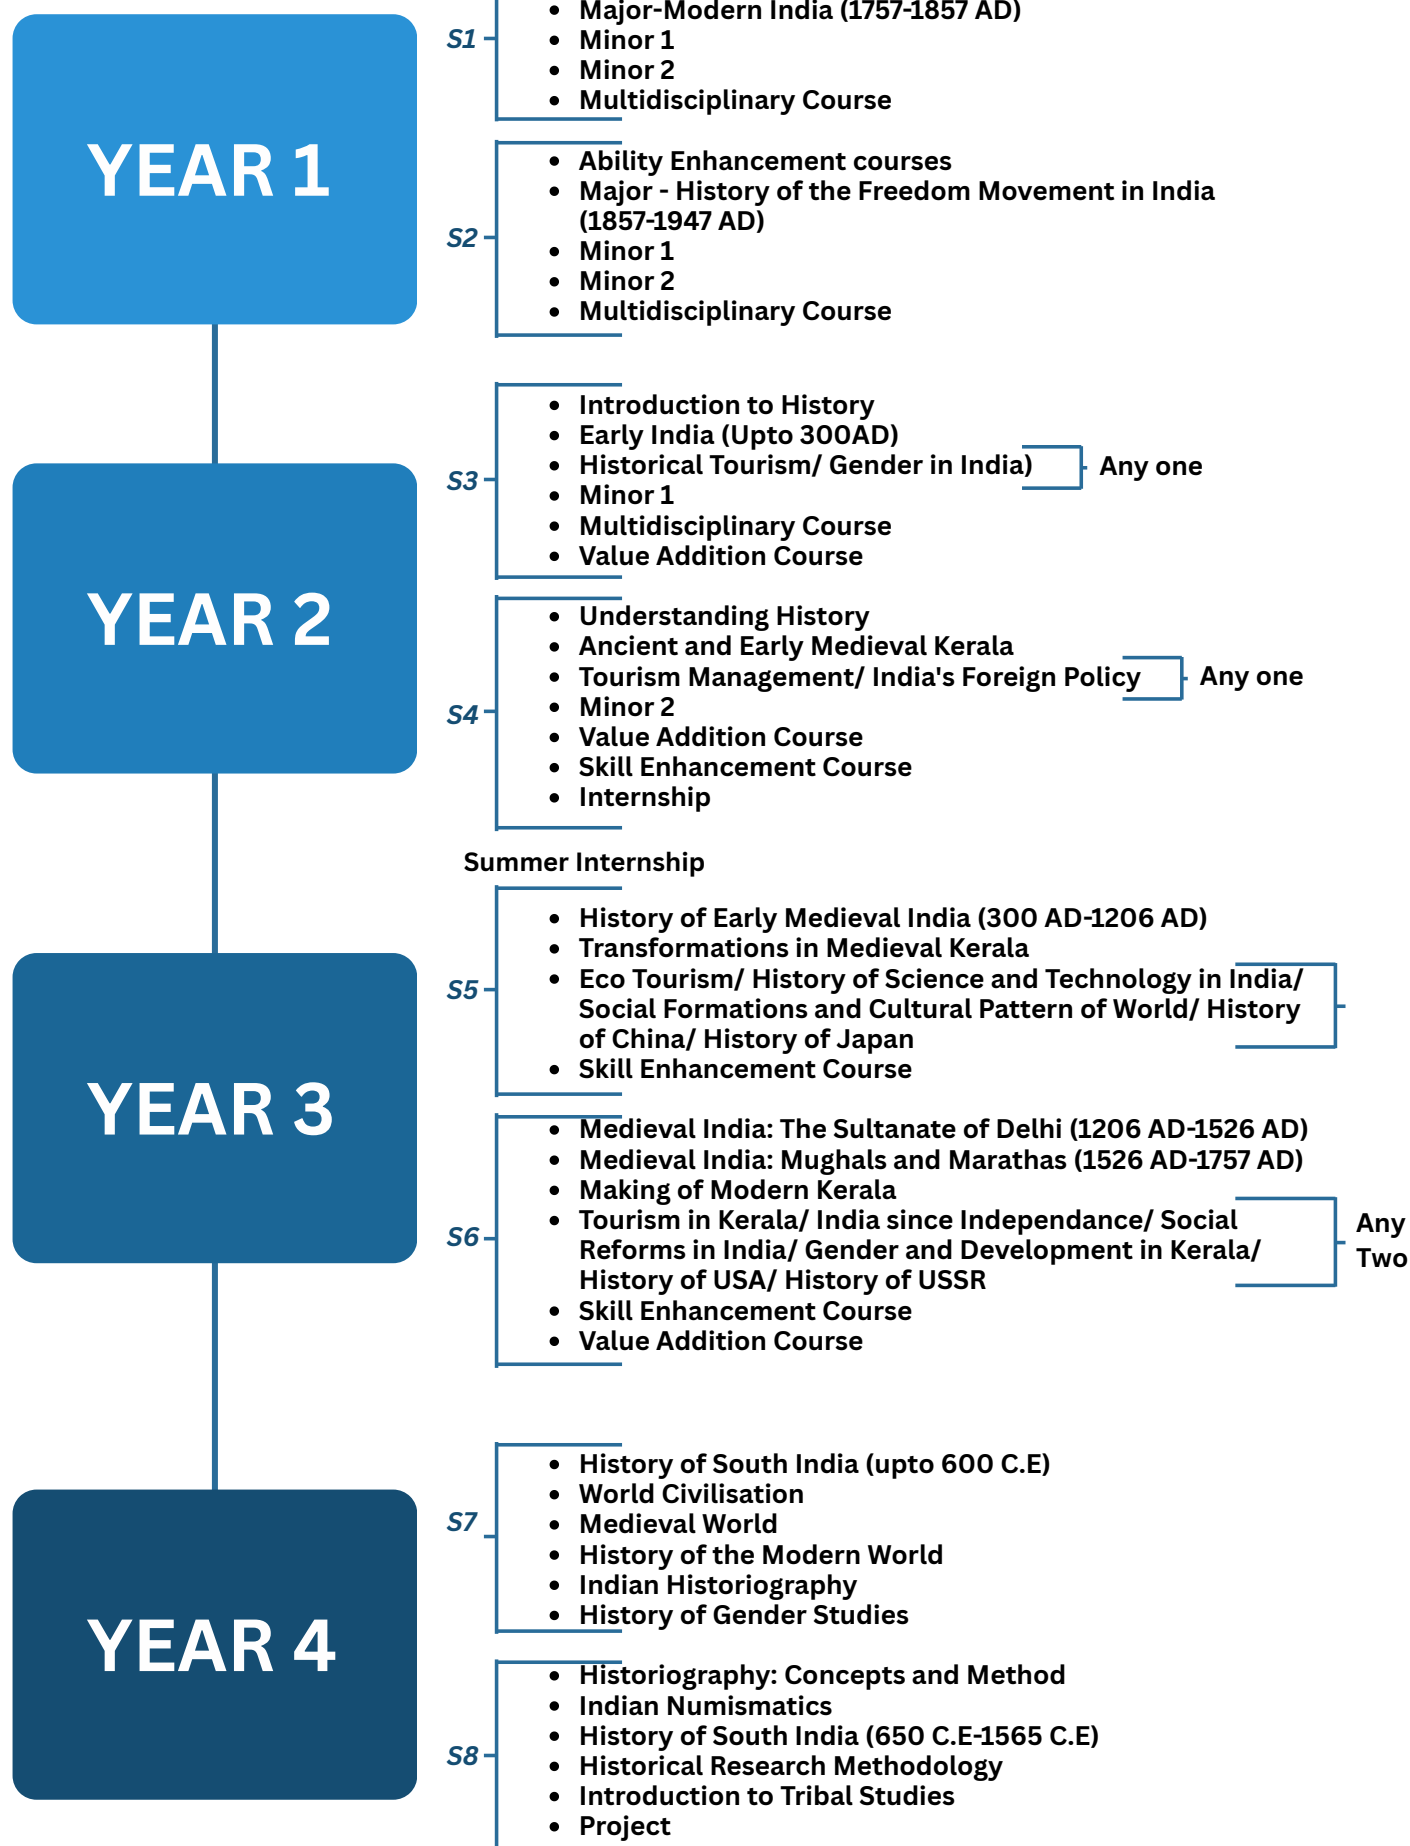 YEAR 1
S1
Major-Modern India (1757-1857 AD)
Minor 1
Minor 2
Multidisciplinary Course
S2
Ability Enhancement courses
Major - History of the Freedom Movement in India
(1857-1947 AD)
Minor 1
Minor 2
Multidisciplinary Course
YEAR 2
S3
Introduction to History
Early India (Upto 300AD)
Historical Tourism/ Gender in India) Any one
Minor 1
Multidisciplinary Course
Value Addition Course
S4
Understanding History
Ancient and Early Medieval Kerala
Tourism Management/ India's Foreign Policy Any one
Minor 2
Value Addition Course
Skill Enhancement Course
Internship
Summer Internship
YEAR 3
S5
History of Early Medieval India (300 AD-1206 AD)
Transformations in Medieval Kerala
Eco Tourism/ History of Science and Technology in India/
Social Formations and Cultural Pattern of World/ History
of China/ History of Japan
Skill Enhancement Course
S6
Medieval India: The Sultanate of Delhi (1206 AD-1526 AD)
Medieval India: Mughals and Marathas (1526 AD-1757 AD)
Making of Modern Kerala
Tourism in Kerala/ India since Independance/ Social
Reforms in India/ Gender and Development in Kerala/
History of USA/ History of USSR
Any
Two
Skill Enhancement Course
Value Addition Course
YEAR 4
S7
History of South India (upto 600 C.E)
World Civilisation
Medieval World
History of the Modern World
Indian Historiography
History of Gender Studies
S8
Historiography: Concepts and Method
Indian Numismatics
History of South India (650 C.E-1565 C.E)
Historical Research Methodology
Introduction to Tribal Studies
Project